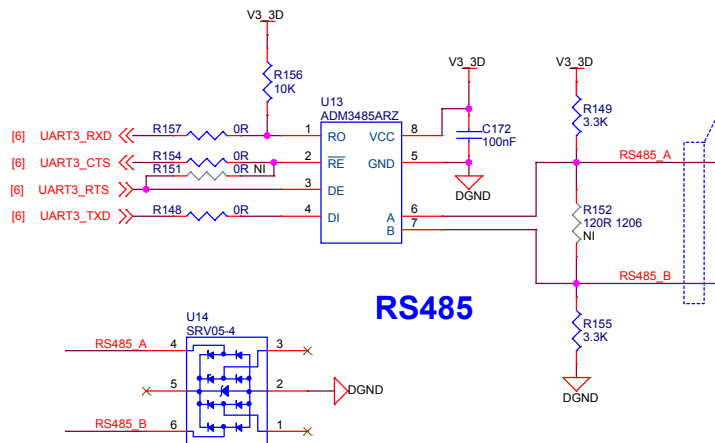 V3_3D
R156
10K
U13
ADM3485ARZ
V3_3D
V3_3D
R149
3.3K
[6] UART3_RXD R157 0R 1 RO VCC 8
C172
100nF
[6] UART3_CTS R154 0R 2 RE GND 5 RS485_A
R151 0R NI
[6] UART3_RTS 3 DE
DGND
[6] UART3_TXD R148 0R 4 DI A 6
B 7
R152
120R 1206
NI
RS485_B
RS485
U14
SRV05-4
R155
3.3K
RS485_A 4 3
5 2 DGND
DGND
RS485_B 6 1